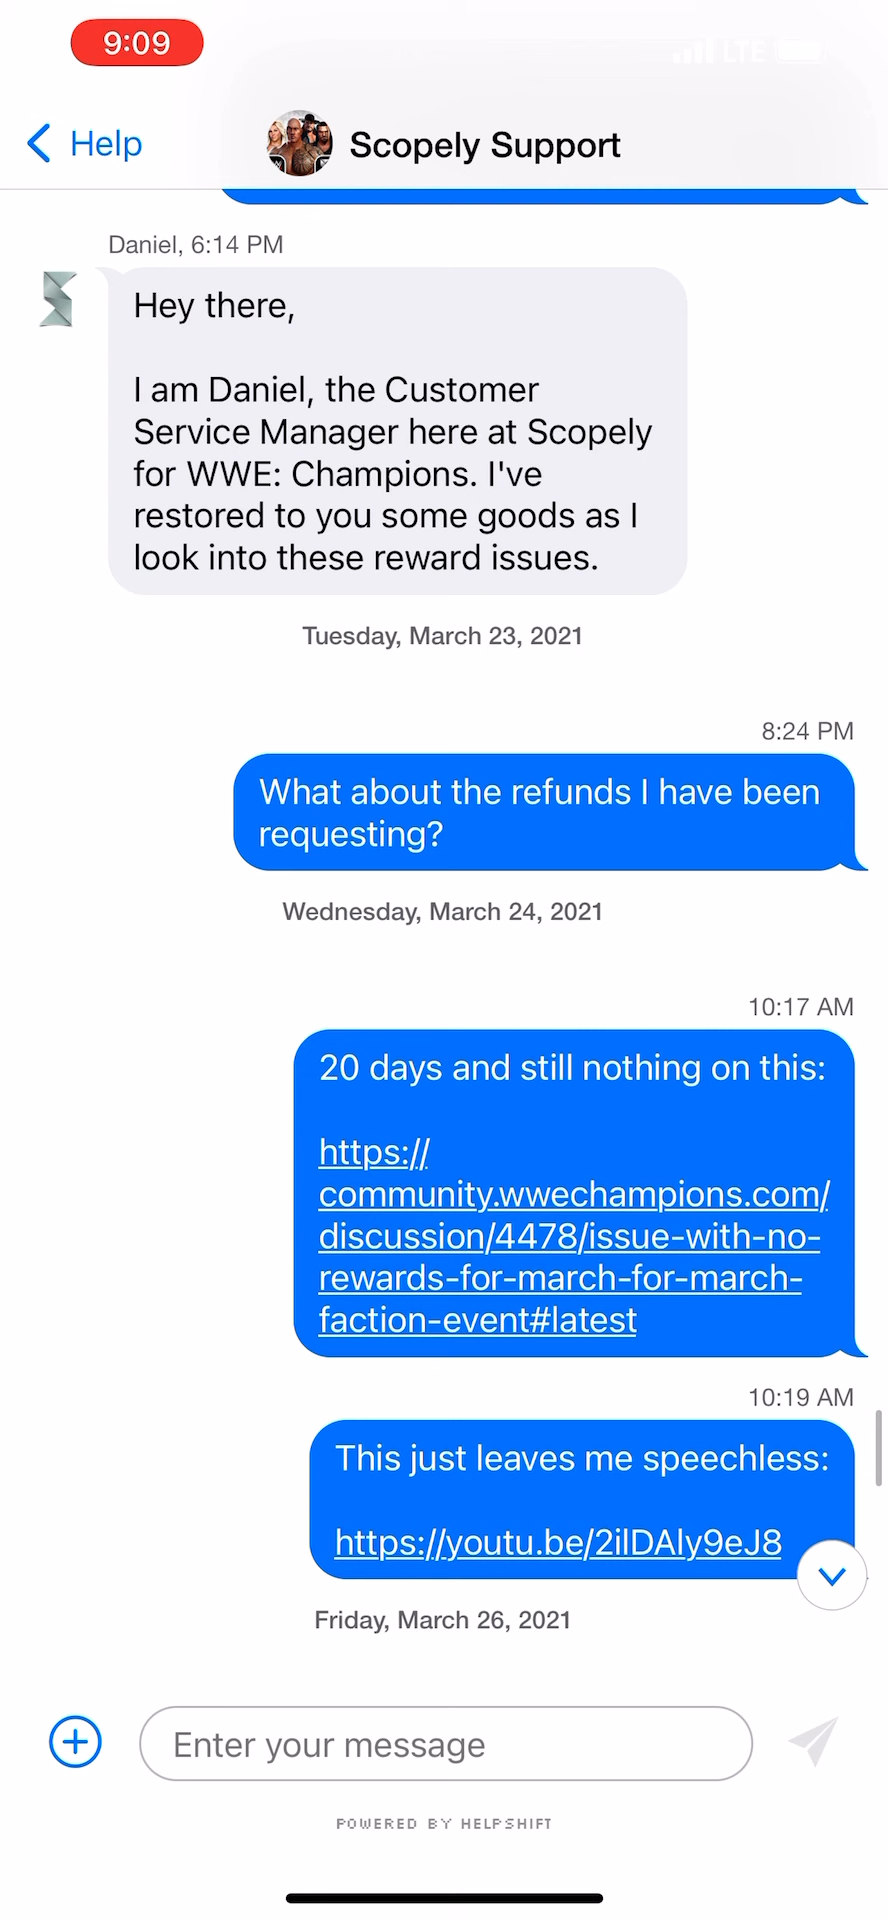 9:09
LTE
Help
Scopely Support
Daniel, 6:14 PM
Hey there,
I am Daniel, the Customer
Service Manager here at Scopely
for WWE: Champions. I've
restored to you some goods as I
look into these reward issues.
Tuesday, March 23, 2021
8:24 PM
What about the refunds I have been
requesting?
Wednesday, March 24, 2021
10:17 AM
20 days and still nothing on this:
https://
community.wwechampions.com/
discussion/4478/issue-with-no-
rewards-for-march-for-march-
faction-event#latest
10:19 AM
This just leaves me speechless:
https://youtu.be/2ilDAly9eJ8
Friday, March 26, 2021
Enter your message
POWERED BY HELPSHIFT